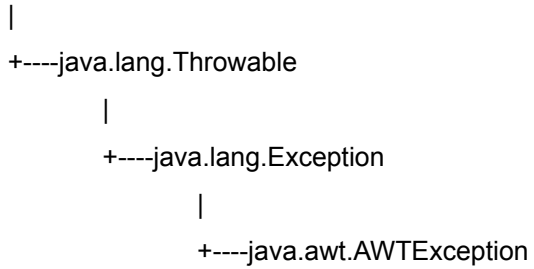 |
+----java.lang.Throwable
|
+----java.lang.Exception
|
+----java.awt.AWTException